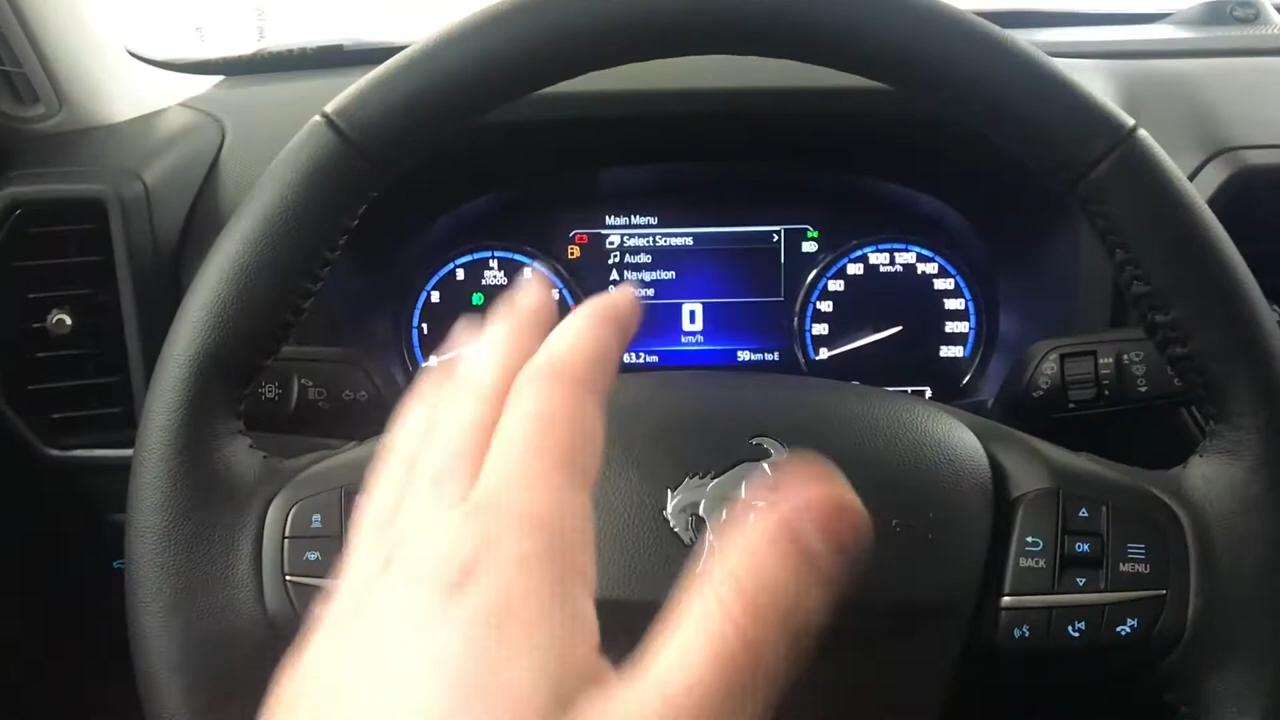 Main Menu
Select Screens
Audio
Navigation
0
km/h
63.2 km
59 km to E
1
2
3
4
5
RPM
x1000
0
20
40
60
80
100
120
140
160
180
200
220
km/h
F
BACK
OK
MENU